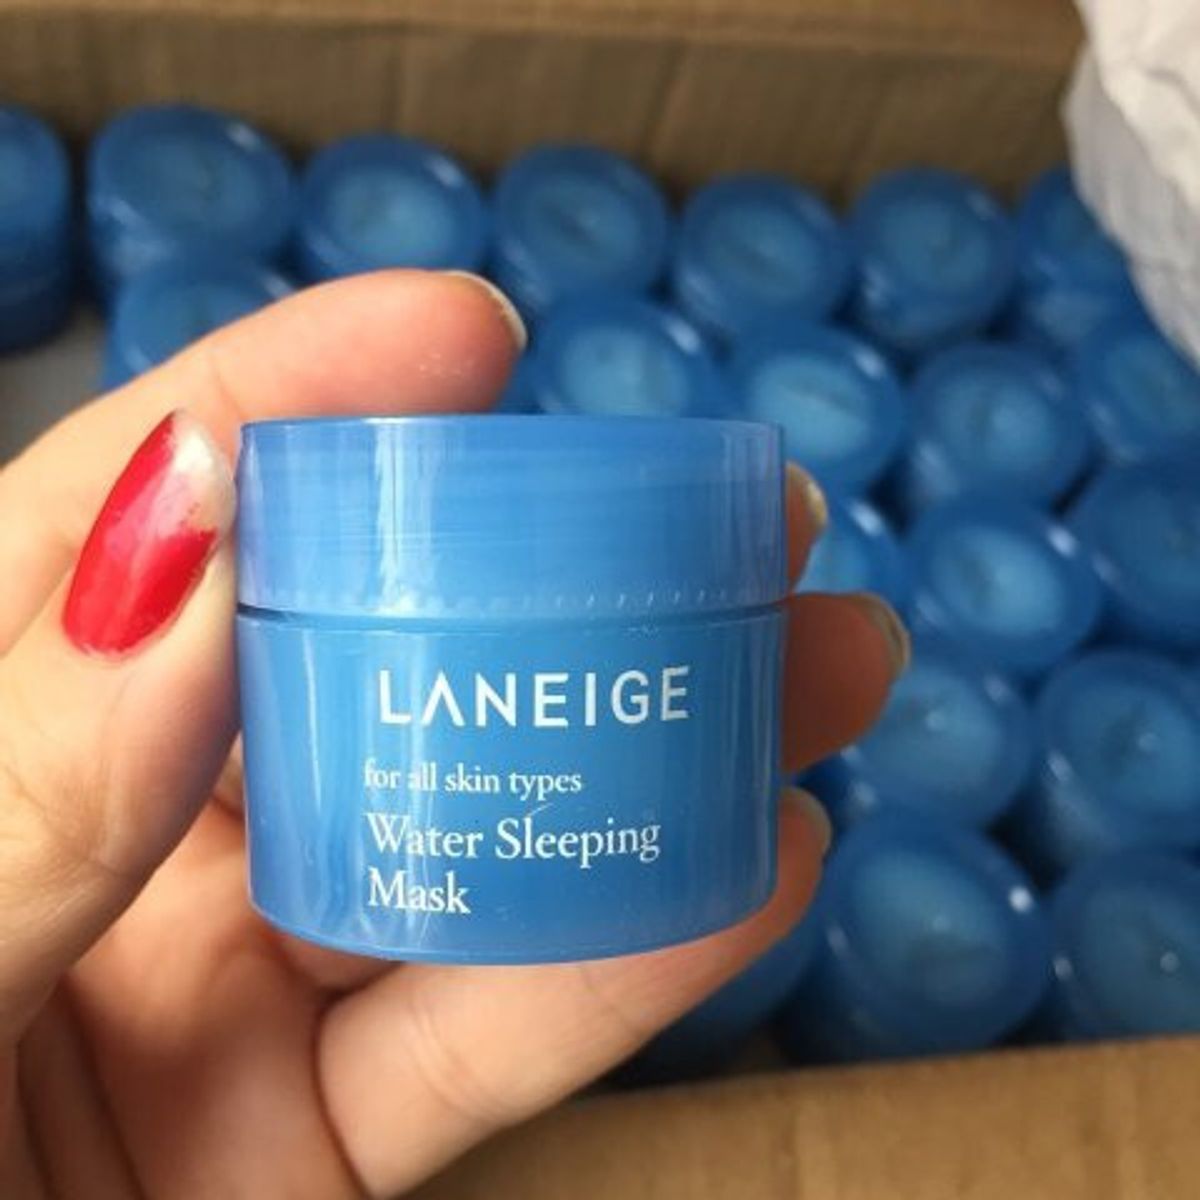 LANEIGE
for all skin types
Water Sleeping
Mask